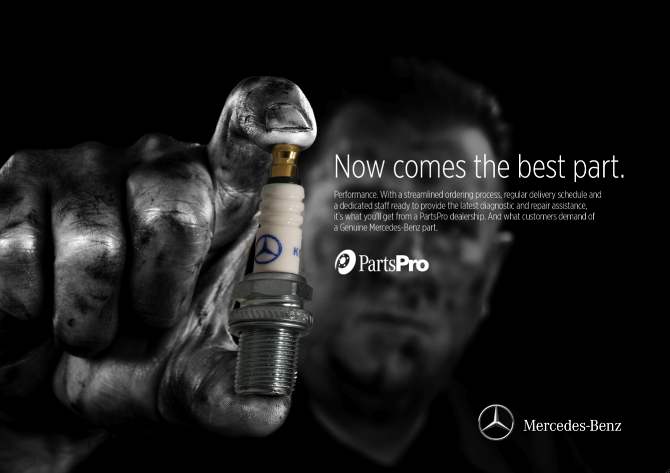 Now comes the best part.
Performance. With a streamlined ordering process, regular delivery schedule and
a dedicated staff ready to provide the latest diagnostic and repair assistance,
it's what you'll get from a PartsPro dealership. And what customers demand of
a Genuine Mercedes-Benz part.
PartsPro
Mercedes-Benz